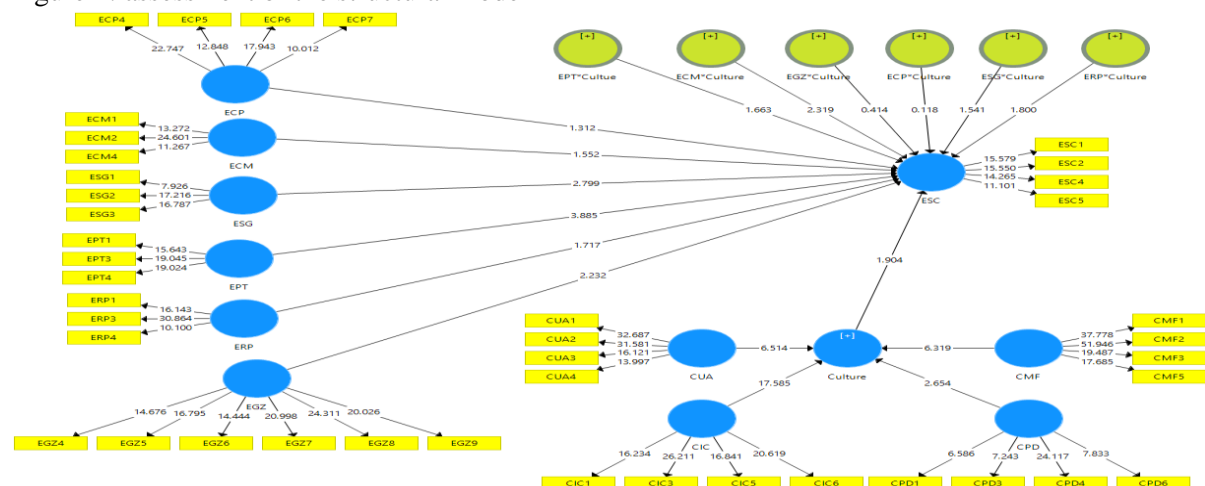 ECP4 ECP5 ECP6 ECP7
22.747 12.848 17.943 10.012
ECP
[+] [+] [+] [+] [+] [+]
EPT*Cultue ECM*Culture EGZ*Culture ECP*Culture ESG*Culture ERP*Culture
1.663 2.319 0.414 0.118 1.541 1.800
ECM1
ECM2
ECM4
13.272
24.601
11.267
ECM
ESG1
ESG2
ESG3
7.926
17.216
16.787
ESG
EPT1
EPT3
EPT4
15.643
19.045
19.024
EPT
ERP1
ERP3
ERP4
16.143
30.864
10.100
ERP
EGZ
14.676 16.795 14.444 20.998 24.311 20.026
EGZ4 EGZ5 EGZ6 EGZ7 EGZ8 EGZ9
1.312
1.552
2.799
3.885
1.717
2.232
ESC
15.579
15.550
14.265
11.101
ESC1
ESC2
ESC4
ESC5
1.904
CUA1
CUA2
CUA3
CUA4
32.687
31.581
16.121
13.997
CUA
6.514
[+]
Culture
6.319
CMF
37.778
51.946
19.487
17.685
CMF1
CMF2
CMF3
CMF5
17.585
2.654
CIC
16.234 26.211 16.841 20.619
CIC1 CIC3 CIC5 CIC6
CPD
6.586 7.243 24.117 7.833
CPD1 CPD3 CPD4 CPD6